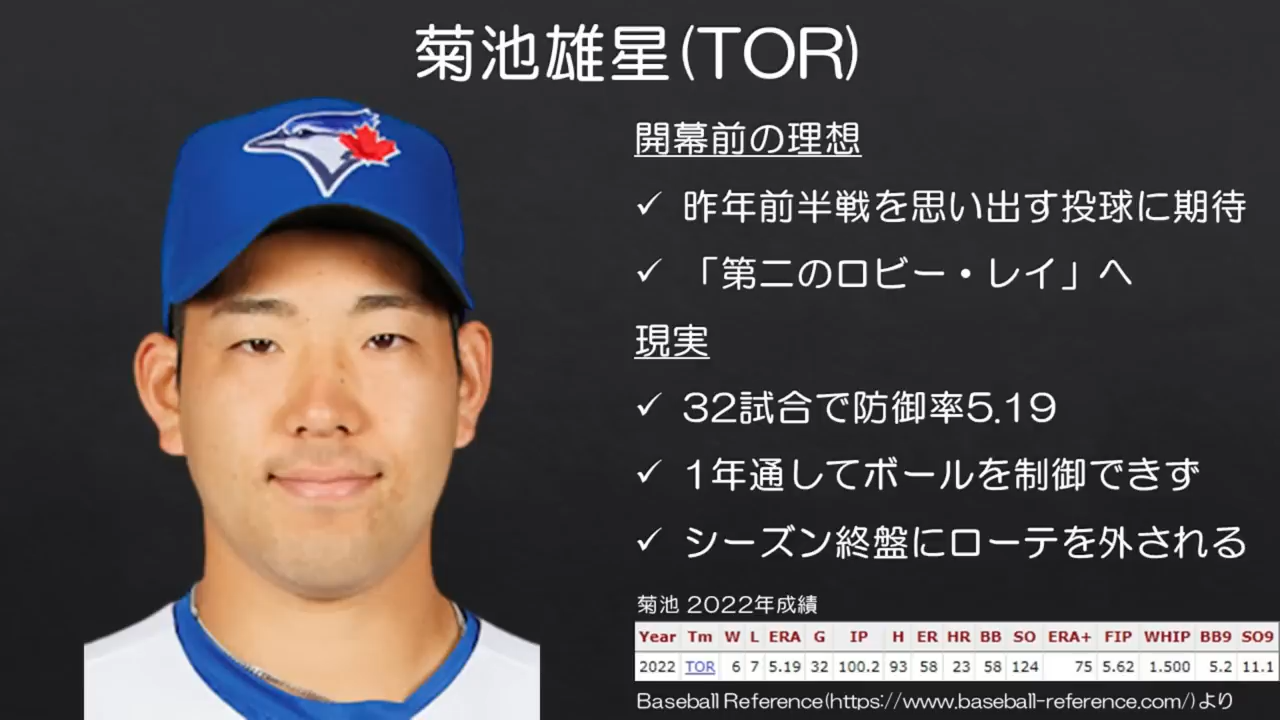 菊池雄星(TOR)
開幕前の理想
✓ 昨年前半戦を思い出す投球に期待
✓ 「第二のロビー・レイ」へ
現実
✓ 32試合で防御率5.19
✓ 1年通してボールを制御できず
✓ シーズン終盤にローテを外される
菊池 2022年成績
Year Tm W L ERA G IP H ER HR BB SO ERA+ FIP WHIP BB9 SO9
2022 TOR 6 7 5.19 32 100.2 93 58 23 58 124 75 5.62 1.500 5.2 11.1
Baseball Reference(https://www.baseball-reference.com/)より